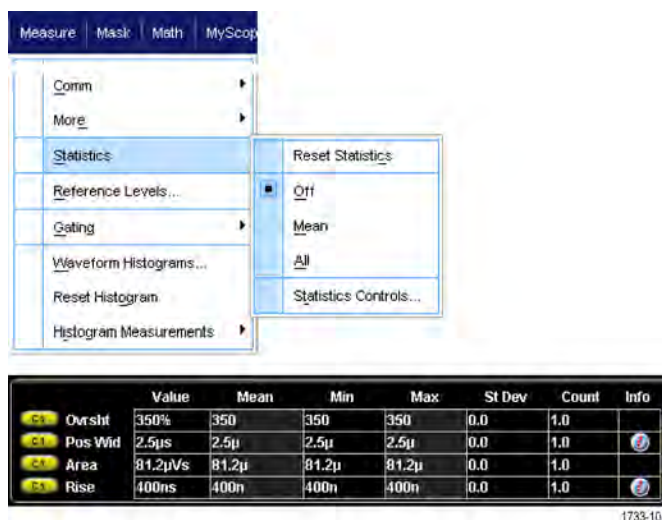 Measure Mask Math MyScop
Comm
More
Statistics
Reset Statistics
Reference Levels...
Off
Gating
Mean
Waveform Histograms...
All
Reset Histogram
Statistics Controls...
Histogram Measurements
Value Mean Min Max St Dev Count Info
C1 Ovrsht 350% 350 350 350 0.0 1.0
C1 Pos Wid 2.5µs 2.5µ 2.5µ 2.5µ 0.0 1.0
C1 Area 81.2µVs 81.2µ 81.2µ 81.2µ 0.0 1.0
C1 Rise 400ns 400n 400n 400n 0.0 1.0
1733-10